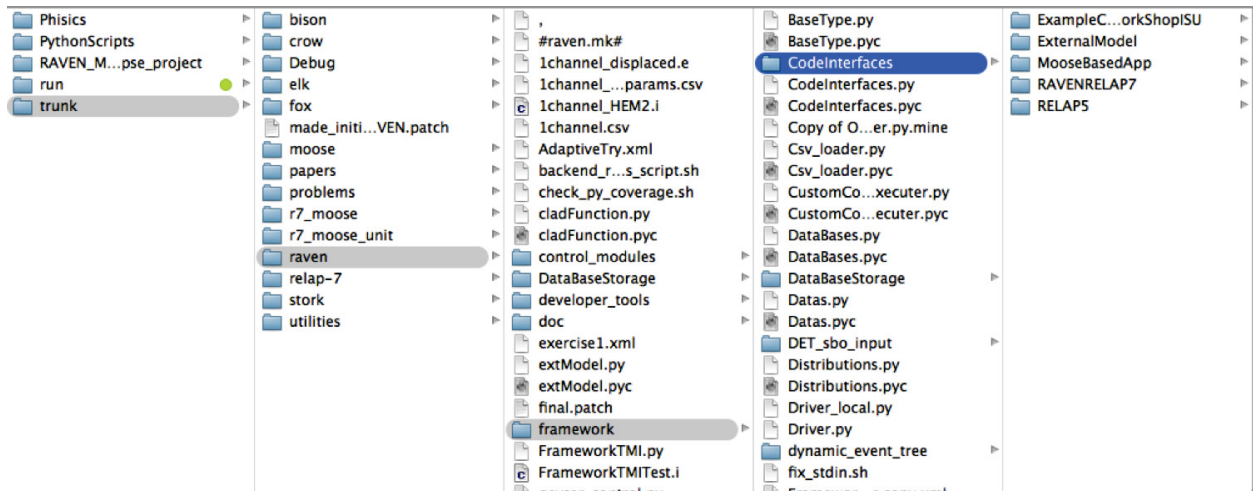 Phisics
PythonScripts
RAVEN_M...pse_project
run
trunk
bison
crow
Debug
elk
fox
made_initi...VEN.patch
moose
papers
problems
r7_moose
r7_moose_unit
raven
relap-7
stork
utilities
,
#raven.mk#
1channel_displaced.e
1channel_...params.csv
1channel_HEM2.i
1channel.csv
AdaptiveTry.xml
backend_r...s_script.sh
check_py_coverage.sh
cladFunction.py
cladFunction.pyc
control_modules
DataBaseStorage
developer_tools
doc
exercise1.xml
extModel.py
extModel.pyc
final.patch
framework
FrameworkTMI.py
FrameworkTMITest.i
BaseType.py
BaseType.pyc
CodeInterfaces
CodeInterfaces.py
CodeInterfaces.pyc
Copy of O...er.py.mine
Csv_loader.py
Csv_loader.pyc
CustomCo...xecuter.py
CustomCo...ecuter.pyc
DataBases.py
DataBases.pyc
DataBaseStorage
Datas.py
Datas.pyc
DET_sbo_input
Distributions.py
Distributions.pyc
Driver_local.py
Driver.py
dynamic_event_tree
fix_stdin.sh
ExampleC...orkShopISU
ExternalModel
MooseBasedApp
RAVENRELAP7
RELAP5